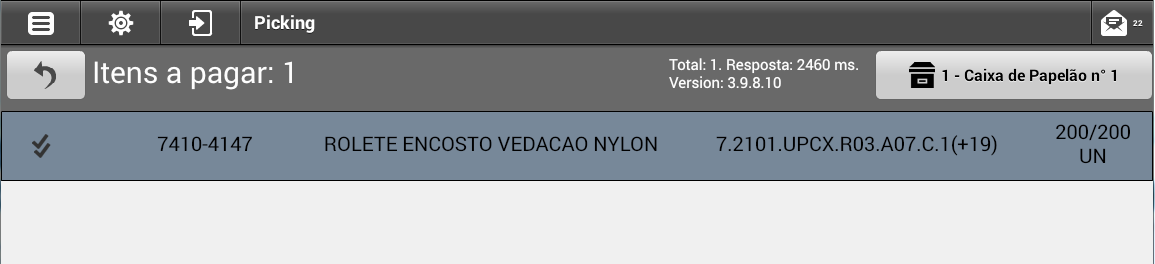 Picking
22
Itens a pagar: 1
Total: 1. Resposta: 2460 ms.
Version: 3.9.8.10
1 - Caixa de Papelão n° 1
7410-4147 ROLETE ENCOSTO VEDACAO NYLON 7.2101.UPCX.R03.A07.C.1(+19) 200/200
UN